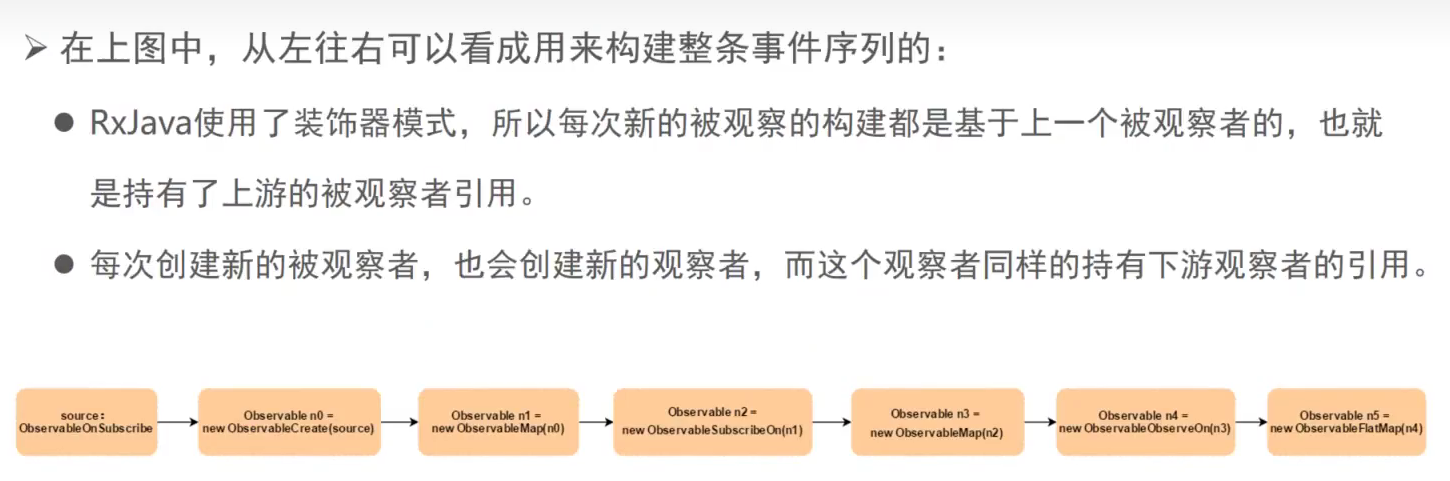 ➢ 在上图中，从左往右可以看成用来构建整条事件序列的：
● RxJava使用了装饰器模式，所以每次新的被观察的构建都是基于上一个被观察者的，也就
是持有了上游的被观察者引用。
● 每次创建新的被观察者，也会创建新的观察者，而这个观察者同样的持有下游观察者的引用。
source：
ObservableOnSubscribe
Observable n0 =
new ObservableCreate(source)
Observable n1 =
new ObservableMap(n0)
Observable n2 =
new ObservableSubscribeOn(n1)
Observable n3 =
new ObservableMap(n2)
Observable n4 =
new ObservableObserveOn(n3)
Observable n5 =
new ObservableFlatMap(n4)